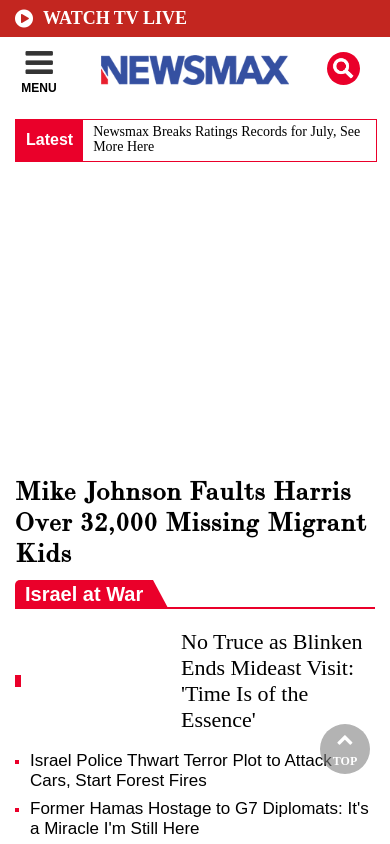 WATCH TV LIVE
MENU
NEWSMAX
Latest
Newsmax Breaks Ratings Records for July, See
More Here
Mike Johnson Faults Harris
Over 32,000 Missing Migrant
Kids
Israel at War
No Truce as Blinken
Ends Mideast Visit:
'Time Is of the
Essence'
TOP
Israel Police Thwart Terror Plot to Attack
Cars, Start Forest Fires
Former Hamas Hostage to G7 Diplomats: It's
a Miracle I'm Still Here